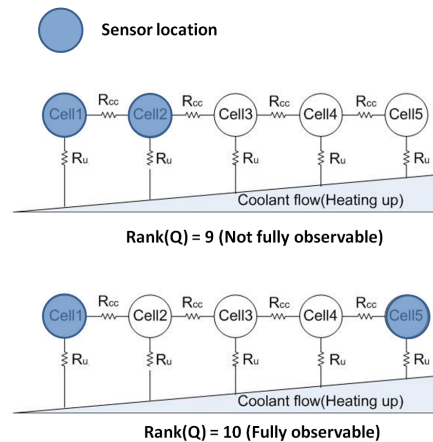 Sensor location
Rcc Rcc Rcc Rcc
Cell1 Cell2 Cell3 Cell4 Cell5
Ru Ru Ru Ru Ru
Coolant flow(Heating up)
Rank(Q) = 9 (Not fully observable)
Rcc Rcc Rcc Rcc
Cell1 Cell2 Cell3 Cell4 Cell5
Ru Ru Ru Ru Ru
Coolant flow(Heating up)
Rank(Q) = 10 (Fully observable)